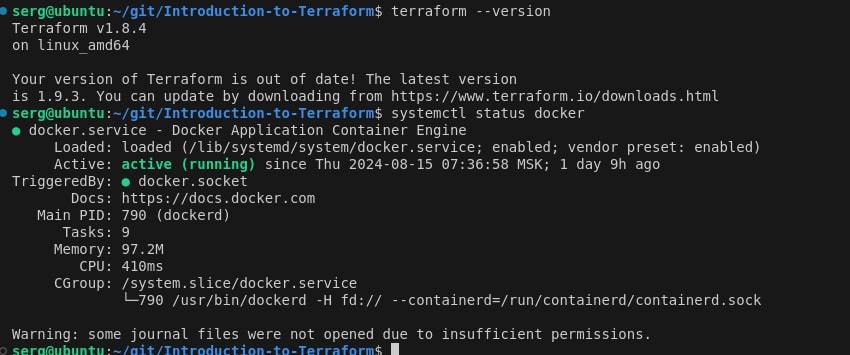 serg@ubuntu:~/git/Introduction-to-Terraform$ terraform --version
Terraform v1.8.4
on linux_amd64
Your version of Terraform is out of date! The latest version
is 1.9.3. You can update by downloading from https://www.terraform.io/downloads.html
serg@ubuntu:~/git/Introduction-to-Terraform$ systemctl status docker
● docker.service - Docker Application Container Engine
Loaded: loaded (/lib/systemd/system/docker.service; enabled; vendor preset: enabled)
Active: active (running) since Thu 2024-08-15 07:36:58 MSK; 1 day 9h ago
TriggeredBy: ● docker.socket
Docs: https://docs.docker.com
Main PID: 790 (dockerd)
Tasks: 9
Memory: 97.2M
CPU: 410ms
CGroup: /system.slice/docker.service
└─790 /usr/bin/dockerd -H fd:// --containerd=/run/containerd/containerd.sock
Warning: some journal files were not opened due to insufficient permissions.
serg@ubuntu:~/git/Introduction-to-Terraform$